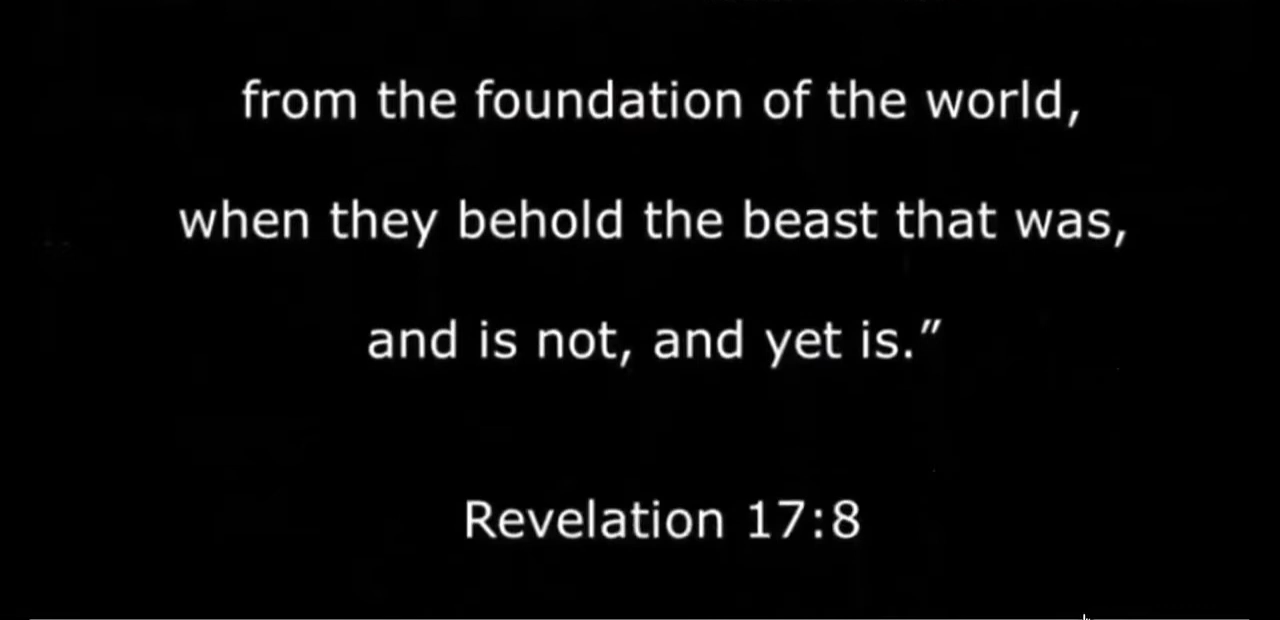 from the foundation of the world,
when they behold the beast that was,
and is not, and yet is.”
Revelation 17:8